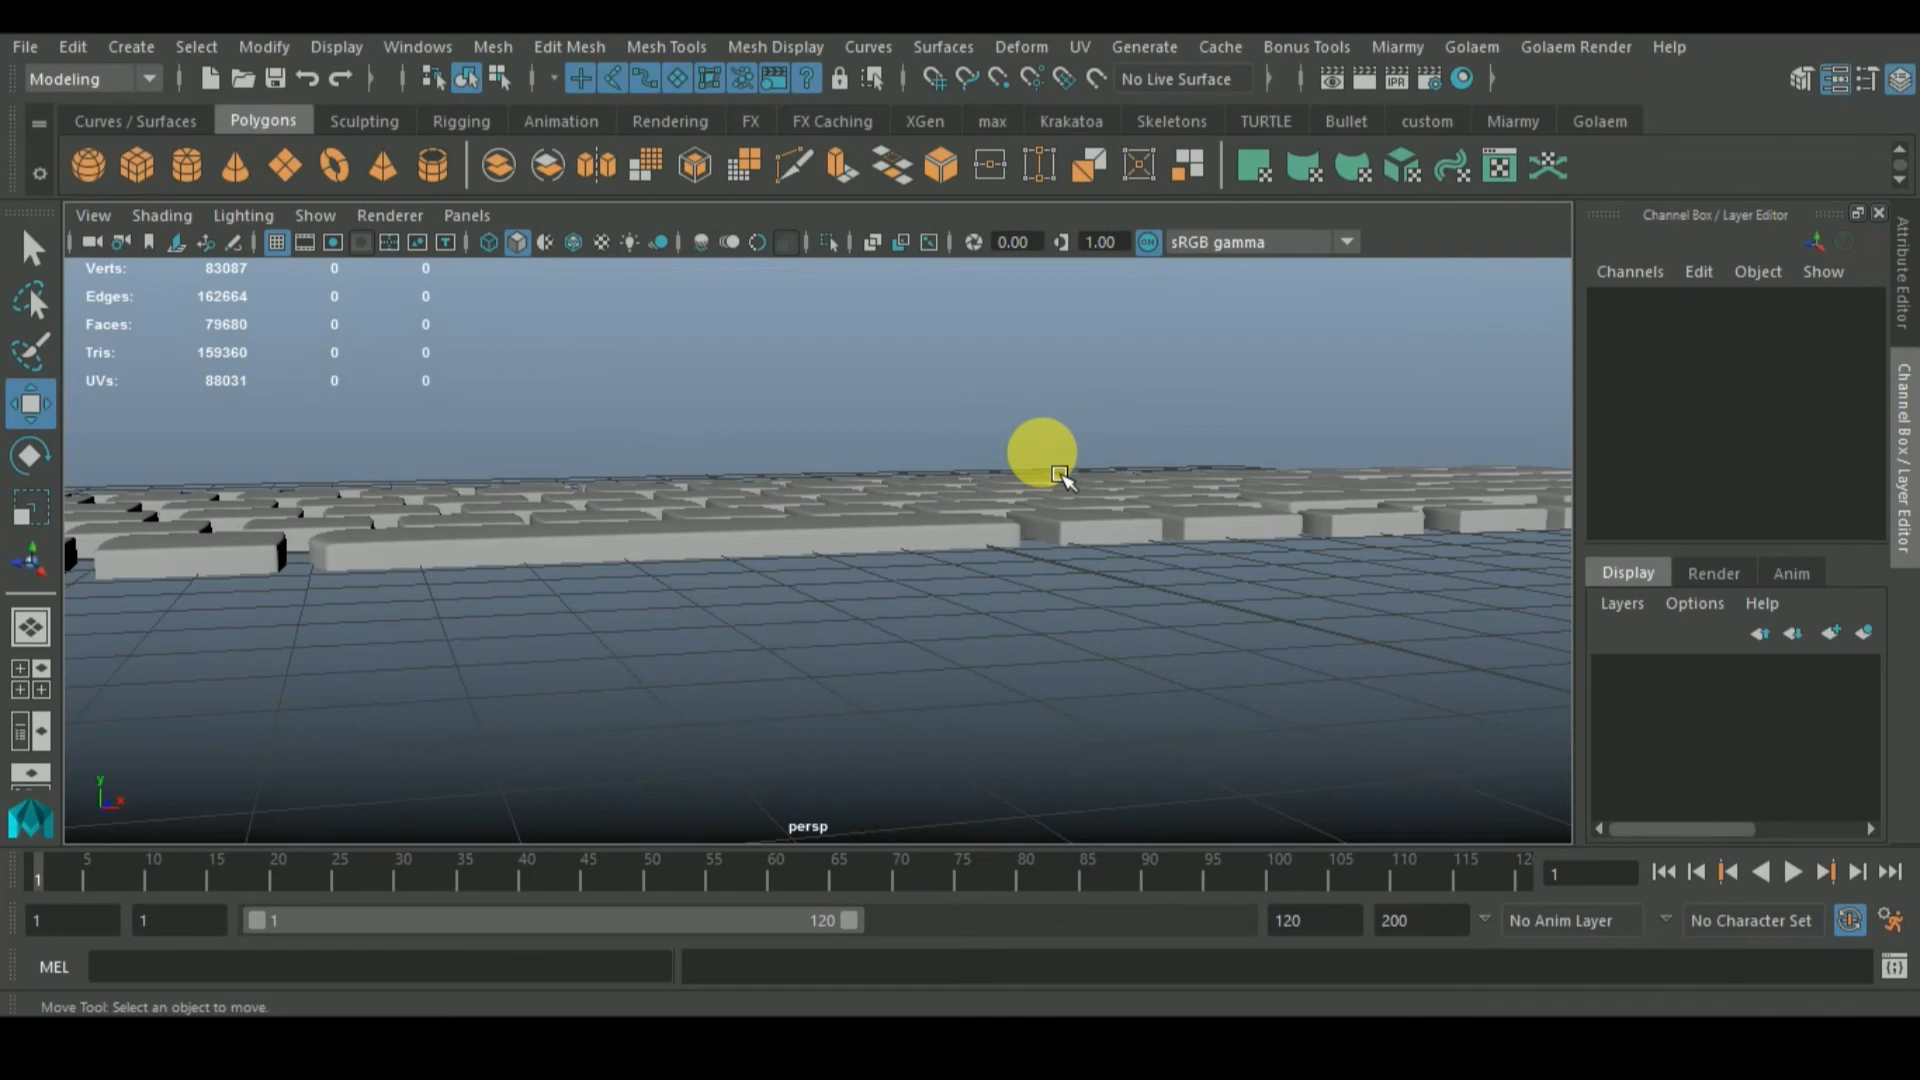 File Edit Create Select Modify Display Windows Mesh Edit Mesh Mesh Tools Mesh Display Curves Surfaces Deform UV Generate Cache Bonus Tools Miarmy Golaem Golaem Render Help
Modeling No Live Surface IPR
Curves / Surfaces Polygons Sculpting Rigging Animation Rendering FX FX Caching XGen max Krakatoa Skeletons TURTLE Bullet custom Miarmy Golaem
View Shading Lighting Show Renderer Panels
0.00 1.00 ON sRGB gamma
Verts: 83087 0 0
Edges: 162664 0 0
Faces: 79680 0 0
Tris: 159360 0 0
UVs: 88031 0 0
y
x
persp
Channel Box / Layer Editor
Channels Edit Object Show
Display Render Anim
Layers Options Help
Attribute Editor
Channel Box / Layer Editor
1 5 10 15 20 25 30 35 40 45 50 55 60 65 70 75 80 85 90 95 100 105 110 115 12 1
1 1 1 120 120 200 No Anim Layer No Character Set
MEL
Move Tool: Select an object to move.